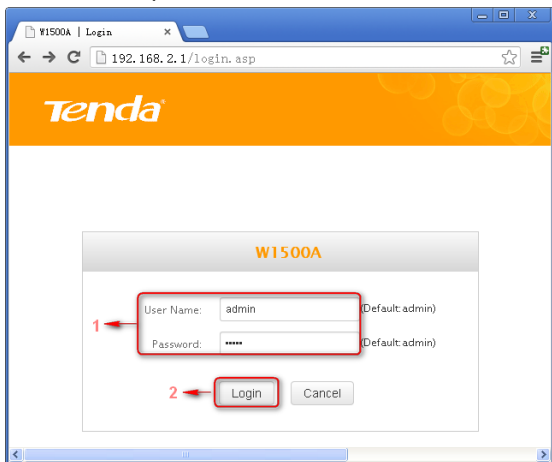 W1500A | Login
192.168.2.1/login.asp
Tenda
W1500A
User Name: admin (Default: admin)
1
Password: ••••• (Default: admin)
2 Login Cancel